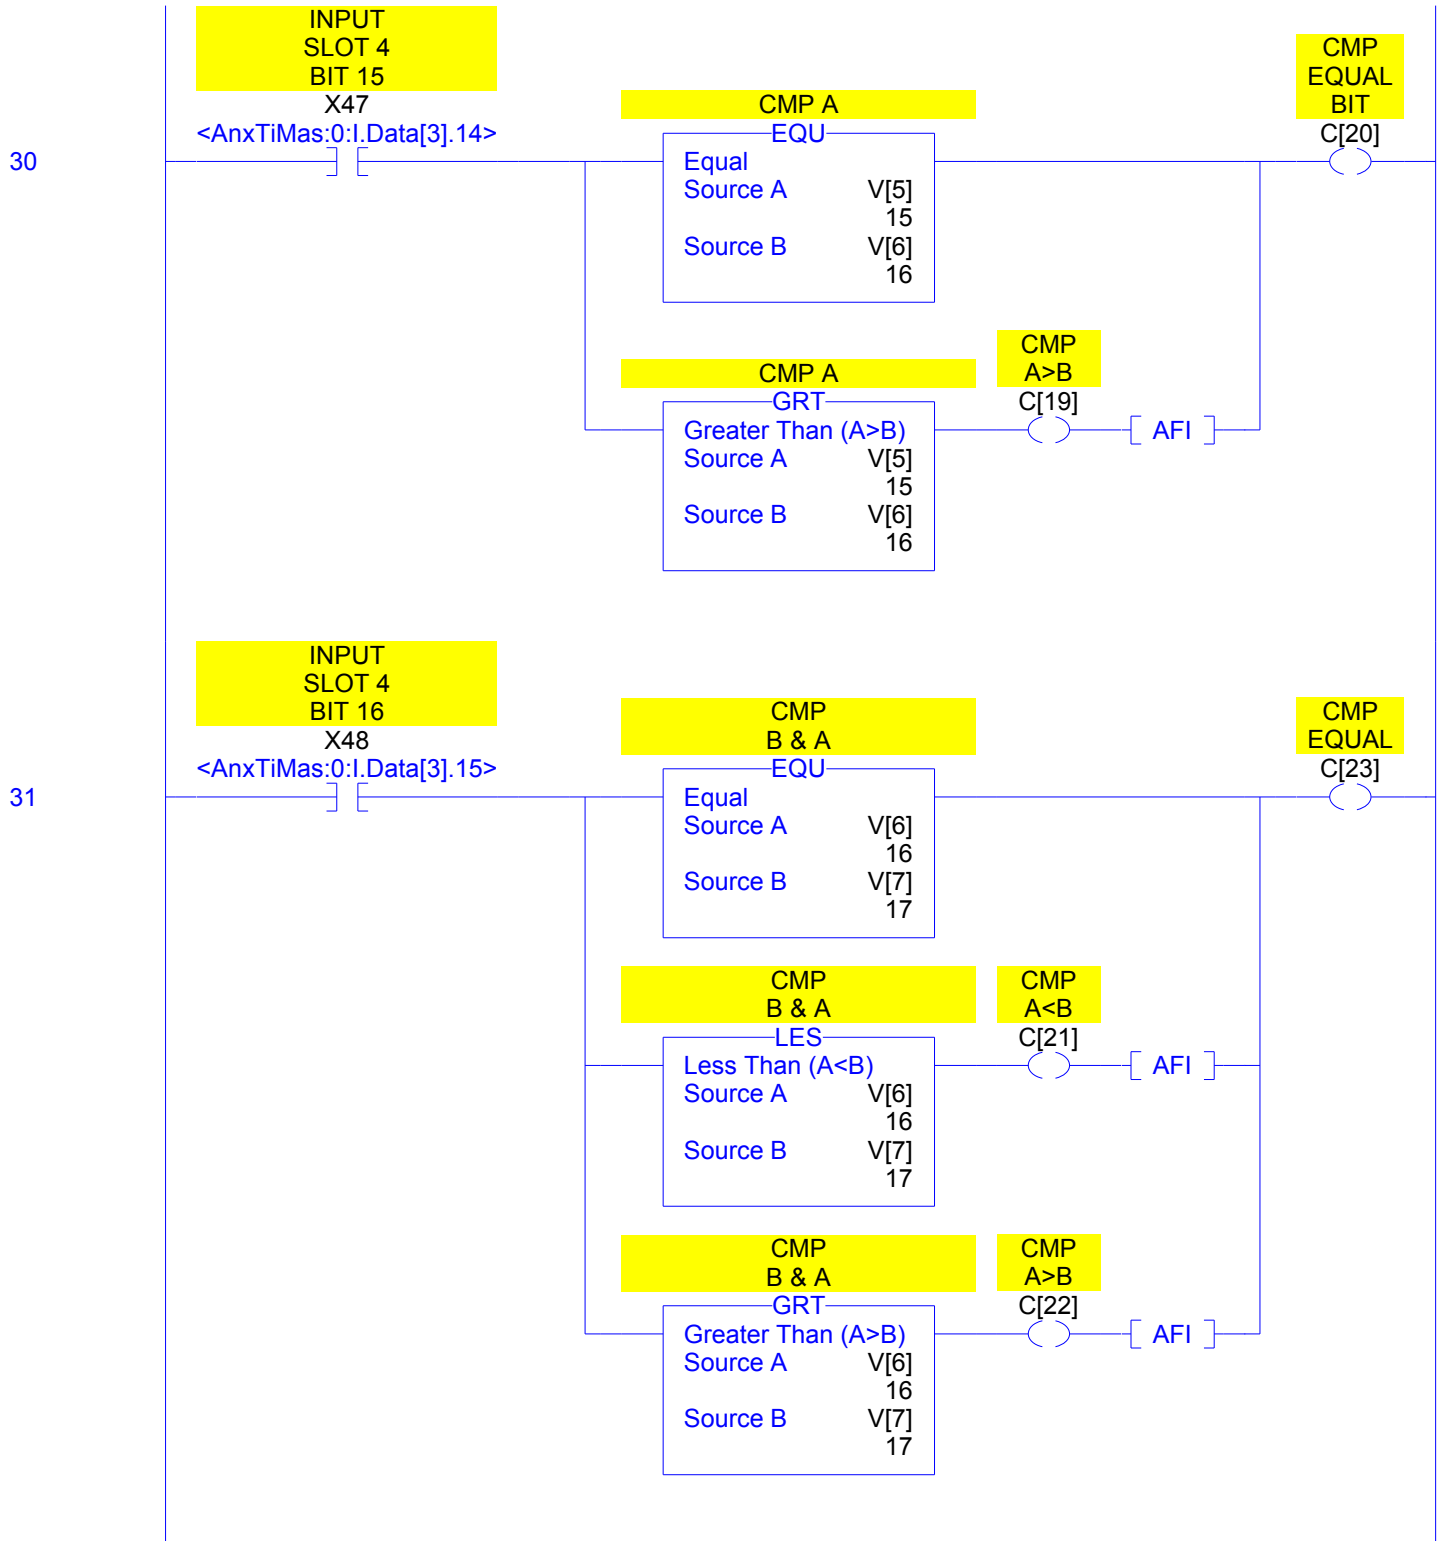 INPUT
SLOT 4
BIT 15
X47
<AnxTiMas:0:I.Data[3].14>
30
CMP A
EQU
Equal
Source A V[5]
15
Source B V[6]
16
CMP
EQUAL
BIT
C[20]
CMP A
GRT
Greater Than (A>B)
Source A V[5]
15
Source B V[6]
16
CMP
A>B
C[19]
AFI
INPUT
SLOT 4
BIT 16
X48
<AnxTiMas:0:I.Data[3].15>
31
CMP
B & A
EQU
Equal
Source A V[6]
16
Source B V[7]
17
CMP
EQUAL
C[23]
CMP
B & A
LES
Less Than (A<B)
Source A V[6]
16
Source B V[7]
17
CMP
A<B
C[21]
AFI
CMP
B & A
GRT
Greater Than (A>B)
Source A V[6]
16
Source B V[7]
17
CMP
A>B
C[22]
AFI